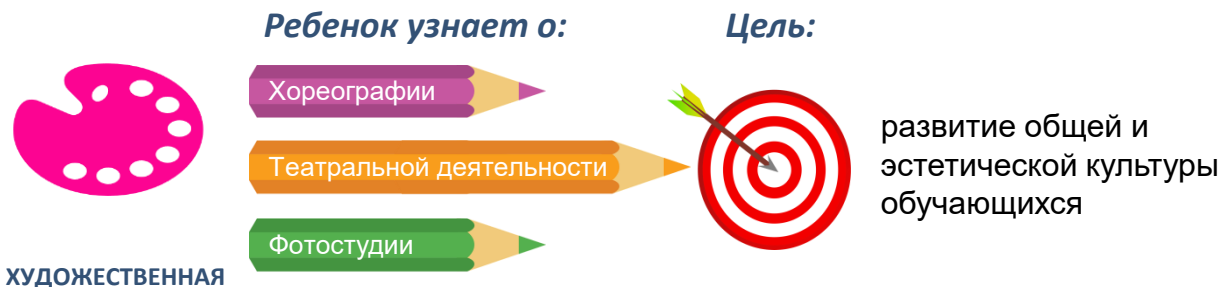 Ребенок узнает о:
Цель:
Хореографии
Театральной деятельности
Фотостудии
развитие общей и
эстетической культуры
обучающихся
ХУДОЖЕСТВЕННАЯ